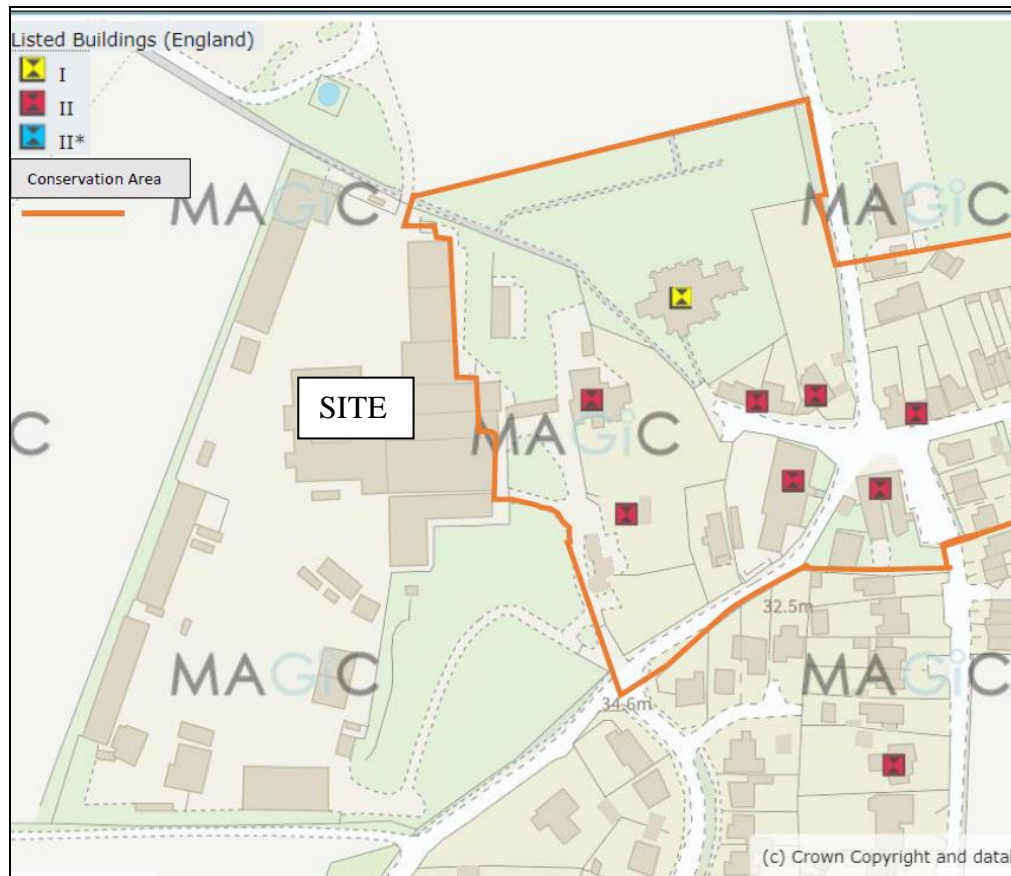 Listed Buildings (England)
I
II
II*
Conservation Area
MAGiC
MAGiC
SITE
C
MAGiC
32.5m
MAGiC
MAGiC
34.6m
(c) Crown Copyright and datab